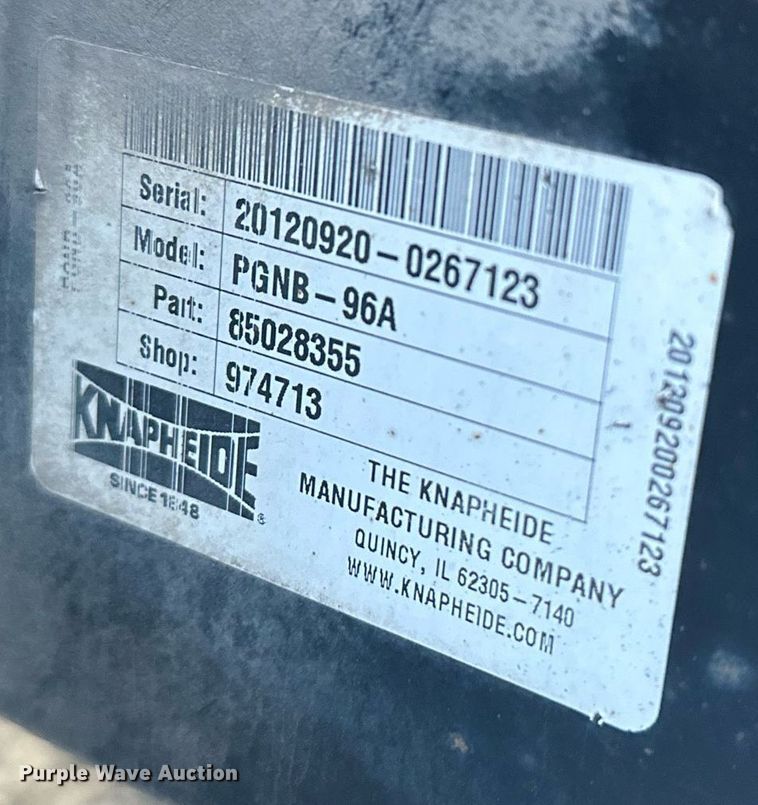 Serial: 20120920-0267123
Model: PGNB-96A
Part: 85028355
Shop: 974713
KNAPHEIDE
SINCE 1848
®
THE KNAPHEIDE
MANUFACTURING COMPANY
QUINCY, IL 62305-7140
WWW.KNAPHEIDE.COM
201209200267123
Purple Wave Auction